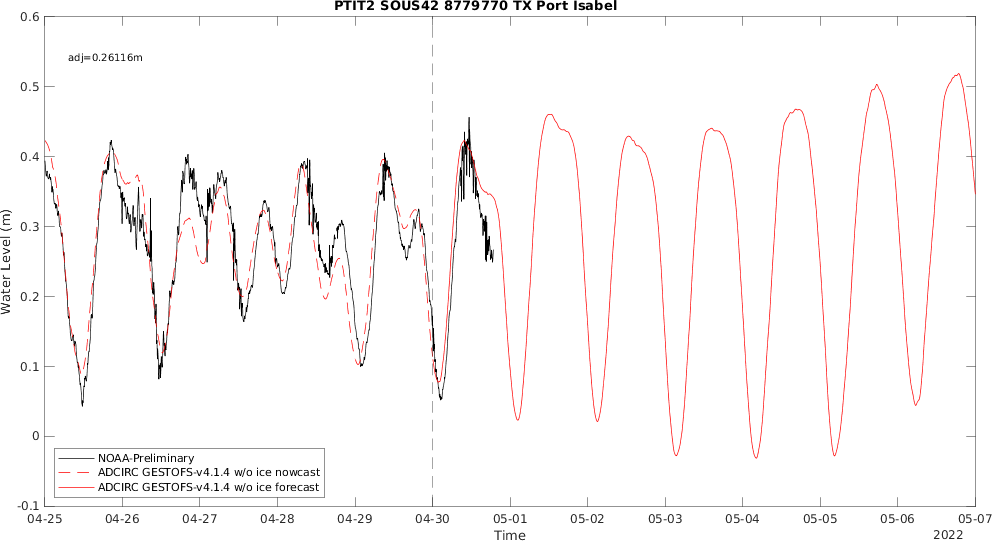 PTIT2 SOUS42 8779770 TX Port Isabel
adj=0.26116m
Water Level (m)
0.6
0.5
0.4
0.3
0.2
0.1
0
-0.1
NOAA-Preliminary
ADCIRC GESTOFS-v4.1.4 w/o ice nowcast
ADCIRC GESTOFS-v4.1.4 w/o ice forecast
04-25 04-26 04-27 04-28 04-29 04-30 05-01 05-02 05-03 05-04 05-05 05-06 05-07
Time
2022